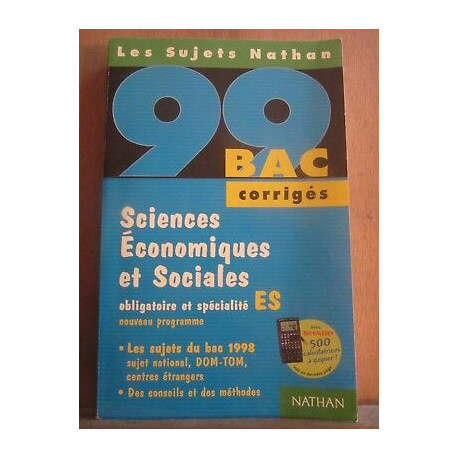 Les Sujets Nathan
99
BAC
corrigés
Sciences
Économiques
et Sociales
obligatoire et spécialité ES
nouveau programme
• Les sujets du bac 1998
sujet national, DOM-TOM,
centres étrangers
• Des conseils et des méthodes
500
calculatrices
à gagner !
NATHAN